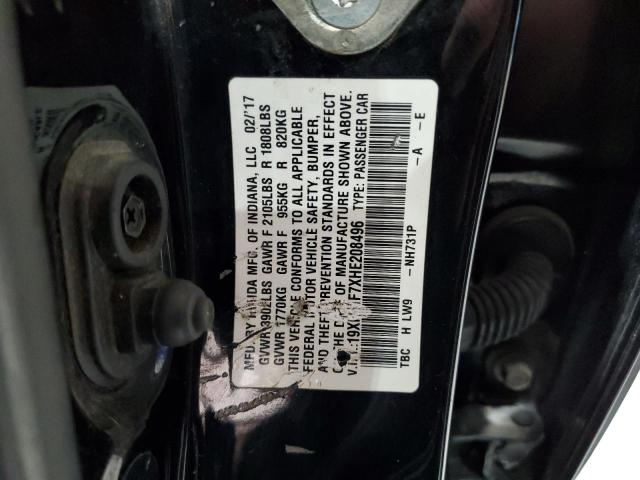 MFD BY HONDA MFG. OF INDIANA, LLC 02/'17
GVWR 3902LBS GAWR F 2105LBS R 1808LBS
GVWR 1770KG GAWR F 955KG R 820KG
THIS VEHICLE CONFORMS TO ALL APPLICABLE
FEDERAL MOTOR VEHICLE SAFETY, BUMPER,
AND THEFT PREVENTION STANDARDS IN EFFECT
ON THE DATE OF MANUFACTURE SHOWN ABOVE.
F7XHE208496 TYPE: PASSENGER CAR
TBC H LW9 -NH731P -A -E